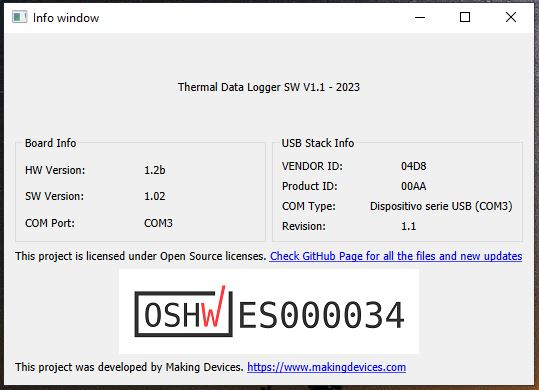 Info window
Thermal Data Logger SW V1.1 - 2023
Board Info
HW Version: 1.2b
SW Version: 1.02
COM Port: COM3
USB Stack Info
VENDOR ID: 04D8
Product ID: 00AA
COM Type: Dispositivo serie USB (COM3)
Revision: 1.1
This project is licensed under Open Source licenses. Check GitHub Page for all the files and new updates
OSHW ES000034
This project was developed by Making Devices. https://www.makingdevices.com